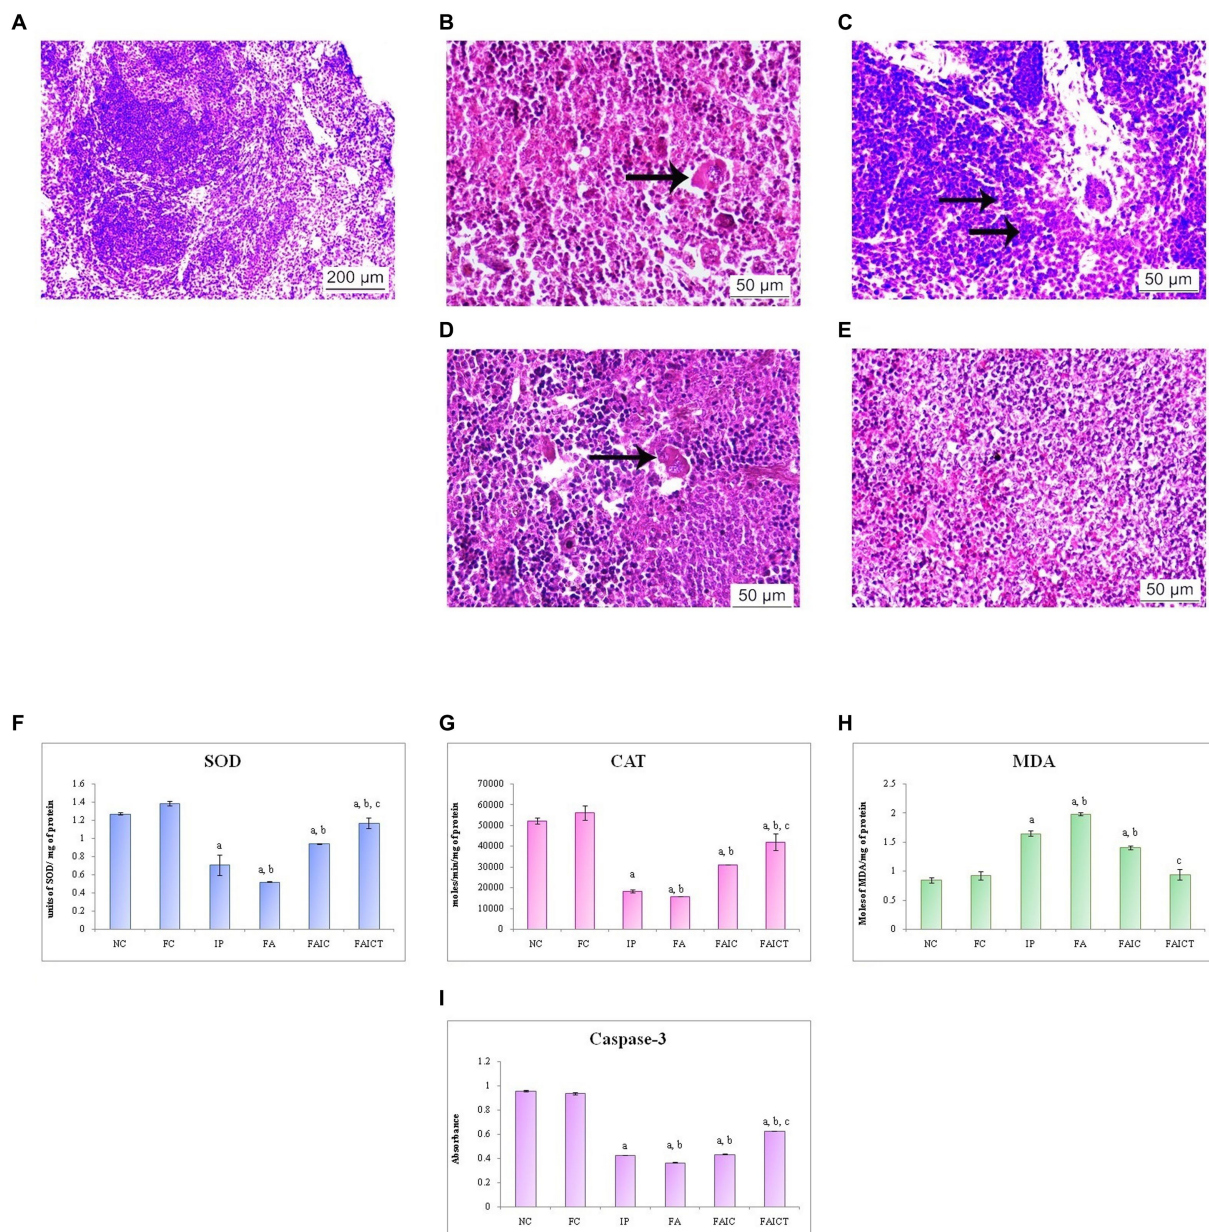 A
B
C
200 µm
50 µm
50 µm
D
E
50 µm
50 µm
F
G
H
SOD
units of SOD/ mg of protein
1.6
1.4
1.2
1
0.8
0.6
0.4
0.2
0
a
a, b
a, b
a, b, c
NC FC IP FA FAIC FAICT
CAT
moles/min/mg of protein
70000
60000
50000
40000
30000
20000
10000
0
a
a, b
a, b
a, b, c
NC FC IP FA FAIC FAICT
MDA
Moles of MDA/mg of protein
2.5
2
1.5
1
0.5
0
a
a, b
a, b
c
NC FC IP FA FAIC FAICT
I
Caspase-3
Absorbance
1.2
1
0.8
0.6
0.4
0.2
0
a
a, b
a, b
a, b, c
NC FC IP FA FAIC FAICT